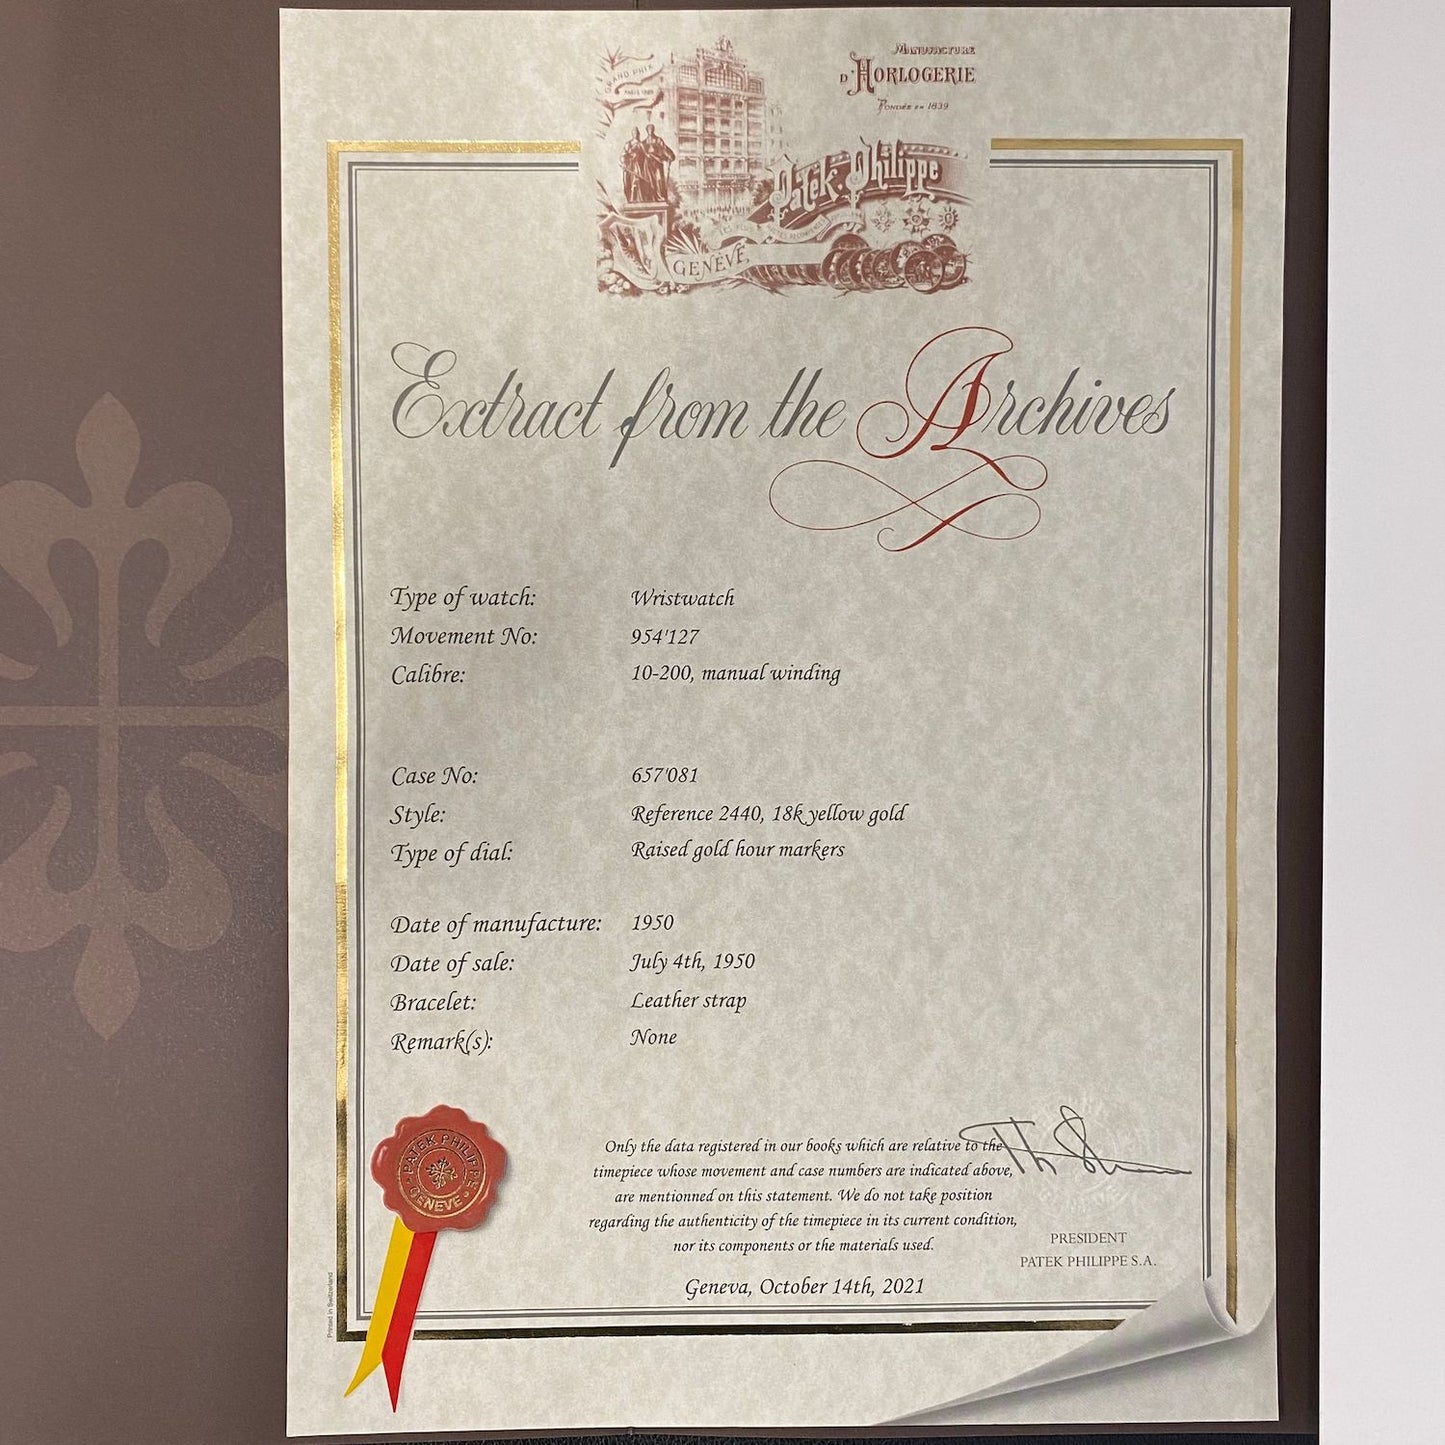 GRAND PRIX
MANUFACTURE
D'HORLOGERIE
FONDÉE EN 1839
PATEK. PHILIPPE
GENÈVE,
Extract from the Archives
Type of watch: Wristwatch
Movement No: 954'127
Calibre: 10-200, manual winding
Case No: 657'081
Style: Reference 2440, 18k yellow gold
Type of dial: Raised gold hour markers
Date of manufacture: 1950
Date of sale: July 4th, 1950
Bracelet: Leather strap
Remark(s): None
Only the data registered in our books which are relative to the
timepiece whose movement and case numbers are indicated above,
are mentionned on this statement. We do not take position
regarding the authenticity of the timepiece in its current condition,
nor its components or the materials used.
Geneva, October 14th, 2021
PRESIDENT
PATEK PHILIPPE S.A.
PATEK PHILIPPE
GENEVE
Printed in Switzerland